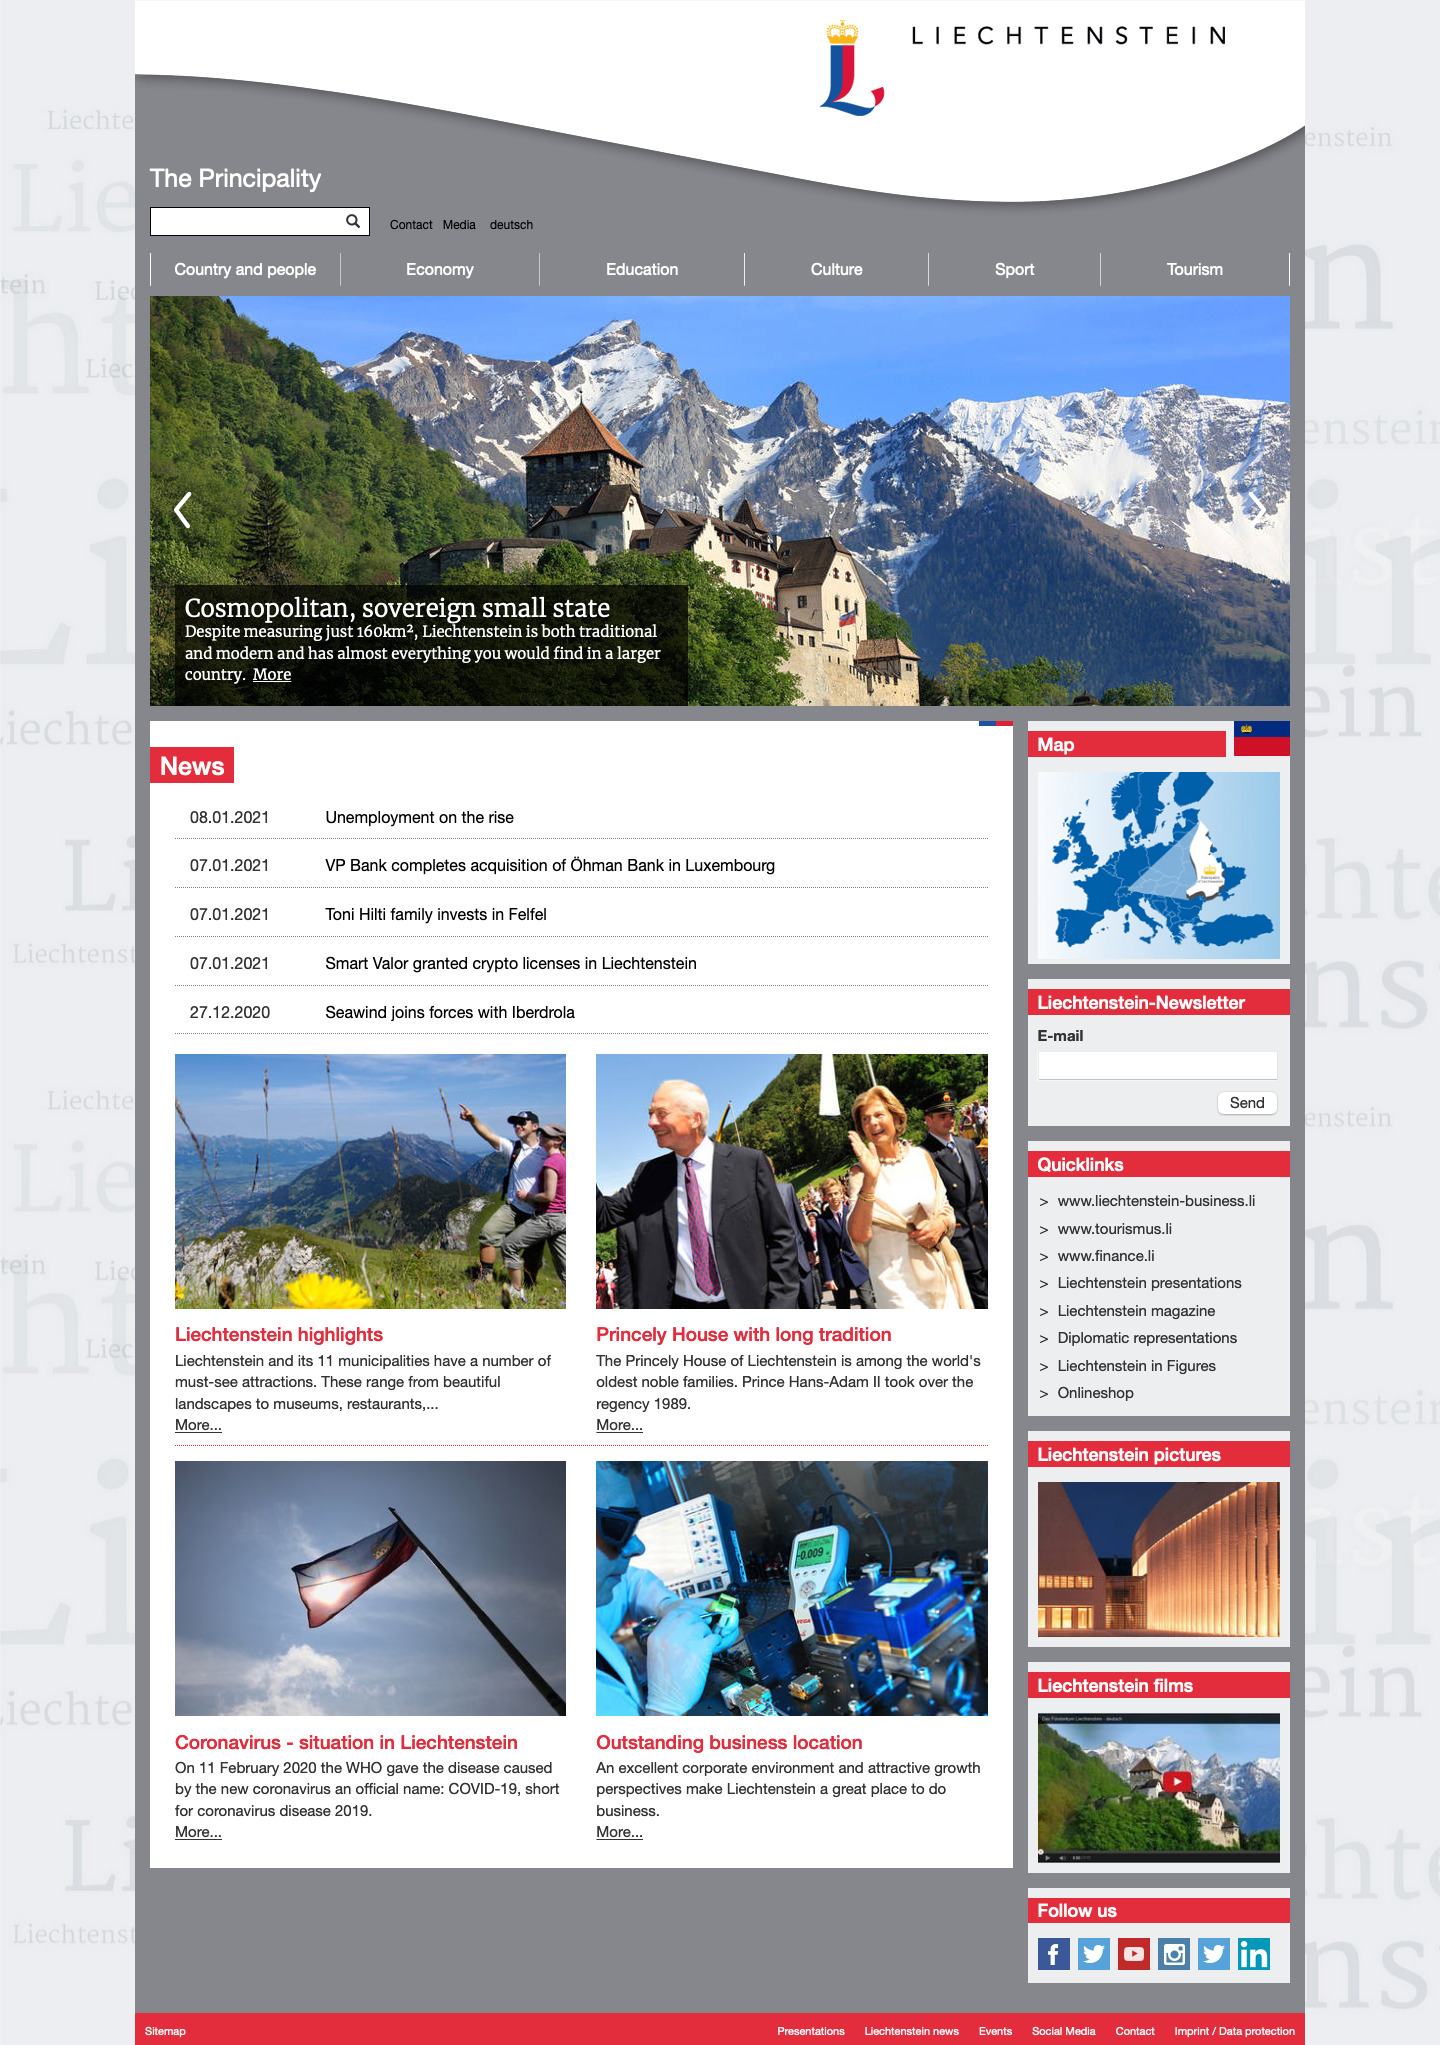 LIECHTENSTEIN
The Principality
Contact Media deutsch
Country and people Economy Education Culture Sport Tourism
Cosmopolitan, sovereign small state
Despite measuring just 160km², Liechtenstein is both traditional
and modern and has almost everything you would find in a larger
country. More
News
08.01.2021 Unemployment on the rise
07.01.2021 VP Bank completes acquisition of Öhman Bank in Luxembourg
07.01.2021 Toni Hilti family invests in Felfel
07.01.2021 Smart Valor granted crypto licenses in Liechtenstein
27.12.2020 Seawind joins forces with Iberdrola
Liechtenstein highlights
Liechtenstein and its 11 municipalities have a number of
must-see attractions. These range from beautiful
landscapes to museums, restaurants,...
More...
Princely House with long tradition
The Princely House of Liechtenstein is among the world's
oldest noble families. Prince Hans-Adam II took over the
regency 1989.
More...
-0.009
Coronavirus - situation in Liechtenstein
On 11 February 2020 the WHO gave the disease caused
by the new coronavirus an official name: COVID-19, short
for coronavirus disease 2019.
More...
Outstanding business location
An excellent corporate environment and attractive growth
perspectives make Liechtenstein a great place to do
business.
More...
Map
Liechtenstein-Newsletter
E-mail
Send
Quicklinks
> www.liechtenstein-business.li
> www.tourismus.li
> www.finance.li
> Liechtenstein presentations
> Liechtenstein magazine
> Diplomatic representations
> Liechtenstein in Figures
> Onlineshop
Liechtenstein pictures
Liechtenstein films
Das Fürstentum Liechtenstein - deutsch
Follow us
Sitemap
Presentations Liechtenstein news Events Social Media Contact Imprint / Data protection